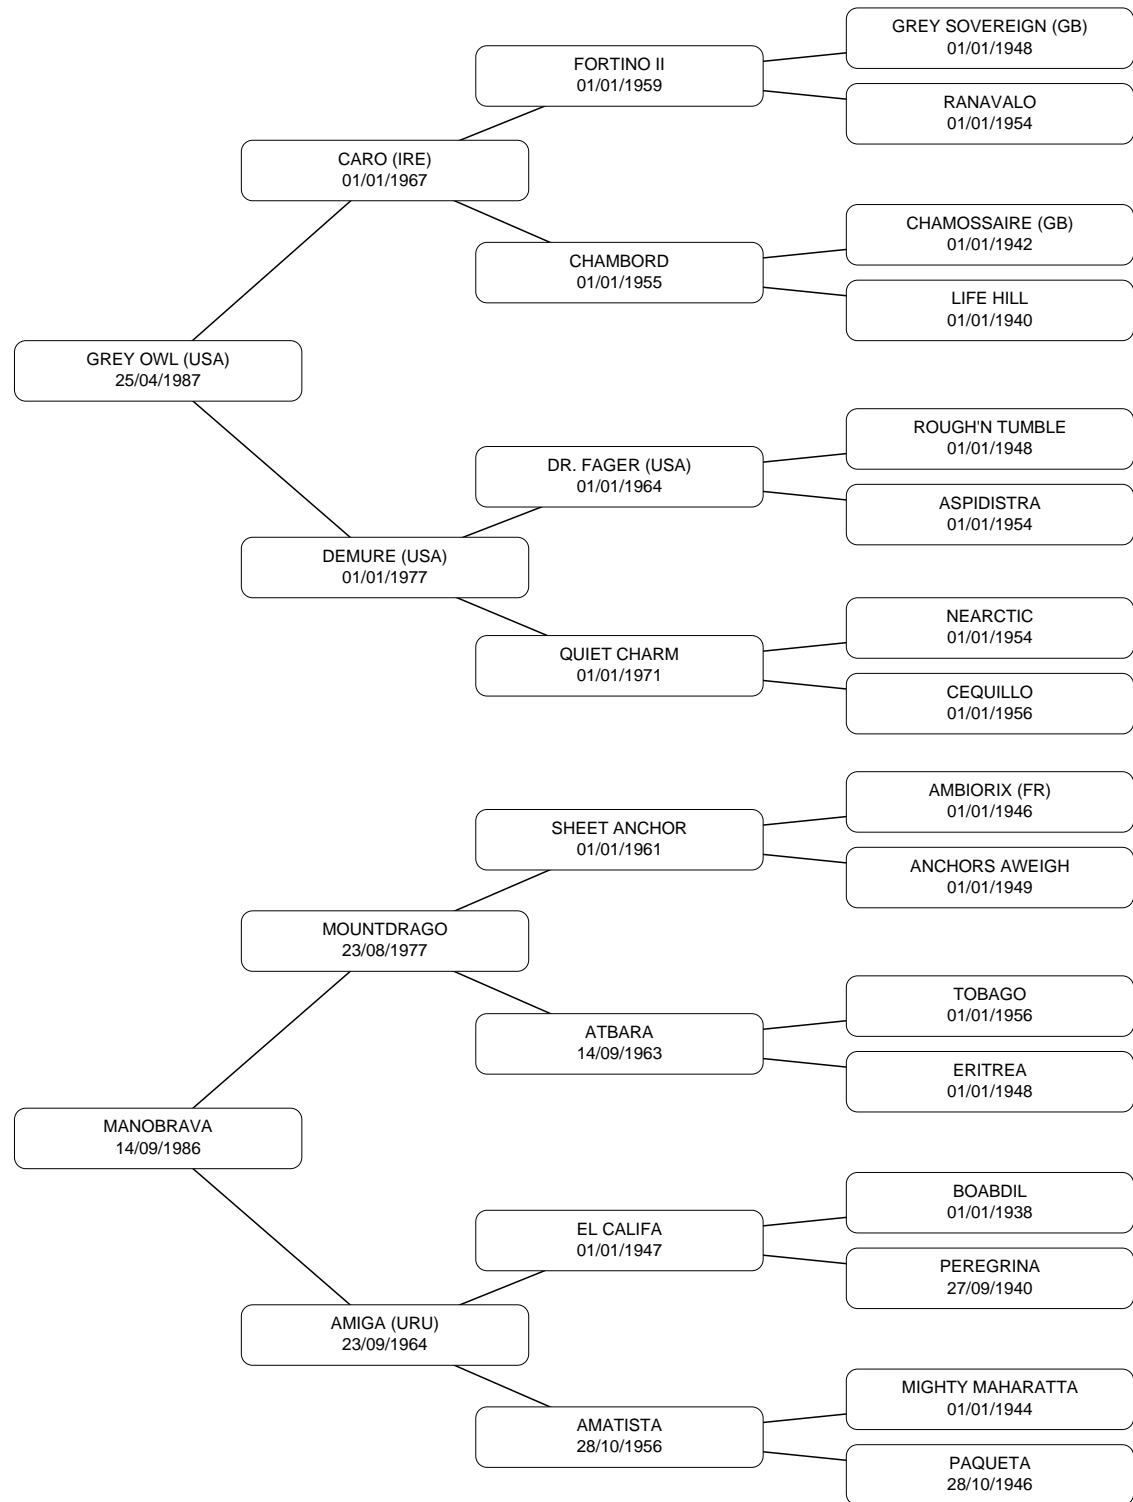 GREY SOVEREIGN (GB)
01/01/1948
FORTINO II
01/01/1959
RANAVALO
01/01/1954
CARO (IRE)
01/01/1967
CHAMOSSAIRE (GB)
01/01/1942
CHAMBORD
01/01/1955
LIFE HILL
01/01/1940
GREY OWL (USA)
25/04/1987
ROUGH'N TUMBLE
01/01/1948
DR. FAGER (USA)
01/01/1964
ASPIDISTRA
01/01/1954
DEMURE (USA)
01/01/1977
NEARCTIC
01/01/1954
QUIET CHARM
01/01/1971
CEQUILLO
01/01/1956
AMBIORIX (FR)
01/01/1946
SHEET ANCHOR
01/01/1961
ANCHORS AWEIGH
01/01/1949
MOUNTDRAGO
23/08/1977
TOBAGO
01/01/1956
ATBARA
14/09/1963
ERITREA
01/01/1948
MANOBRAVA
14/09/1986
BOABDIL
01/01/1938
EL CALIFA
01/01/1947
PEREGRINA
27/09/1940
AMIGA (URU)
23/09/1964
MIGHTY MAHARATTA
01/01/1944
AMATISTA
28/10/1956
PAQUETA
28/10/1946